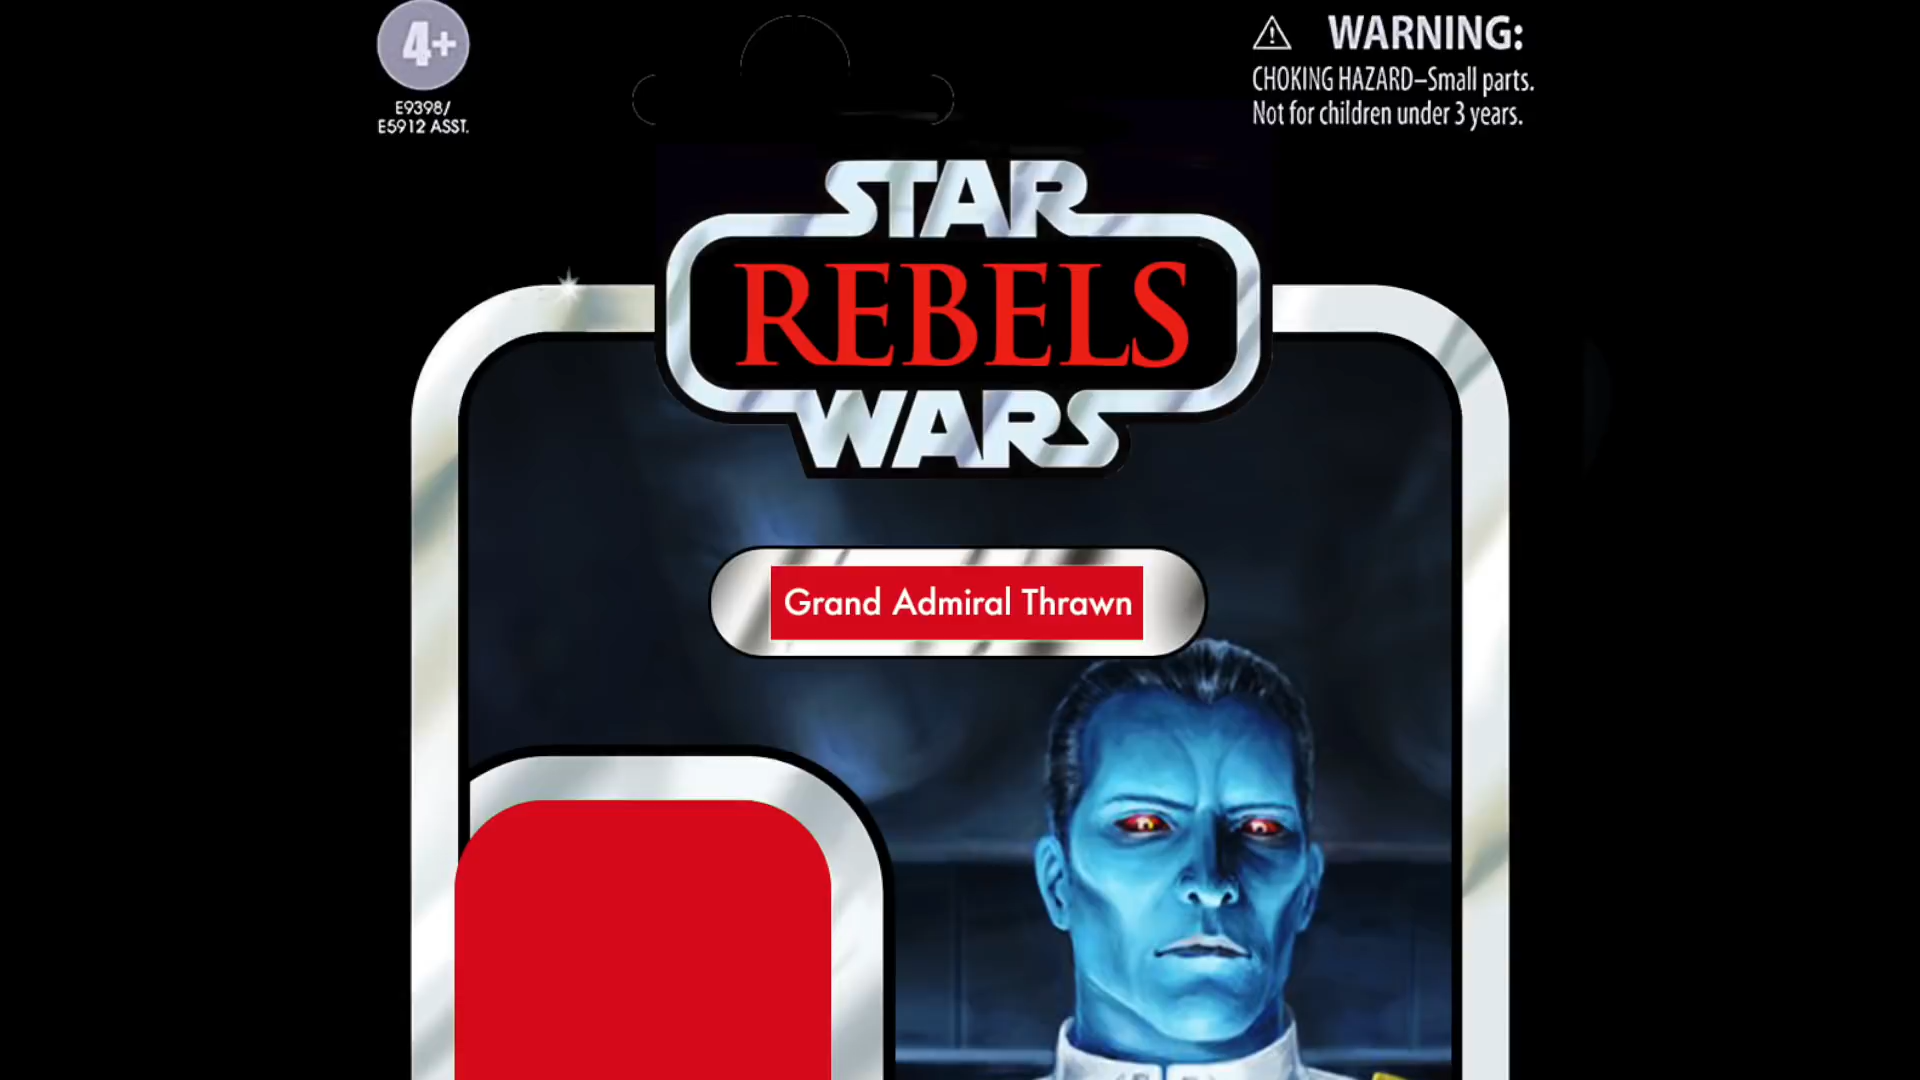 4+
E9398/
E5912 ASST.
WARNING:
CHOKING HAZARD–Small parts.
Not for children under 3 years.
STAR
REBELS
WARS
Grand Admiral Thrawn